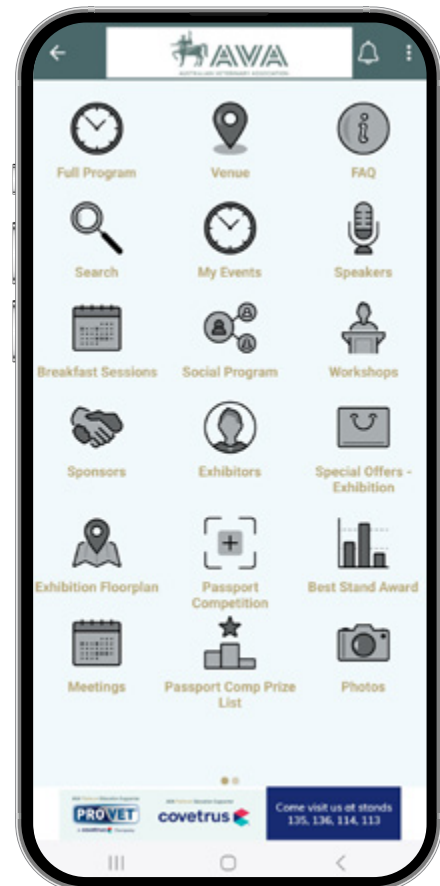 AVA
AUSTRALIAN VETERINARY ASSOCIATION
Full Program
Venue
FAQ
Search
My Events
Speakers
Breakfast Sessions
Social Program
Workshops
Sponsors
Exhibitors
Special Offers -
Exhibition
Exhibition Floorplan
Passport
Competition
Best Stand Award
Meetings
Passport Comp Prize
List
Photos
PROVET
a covetrus Company
covetrus
Come visit us at stands
135, 136, 114, 113